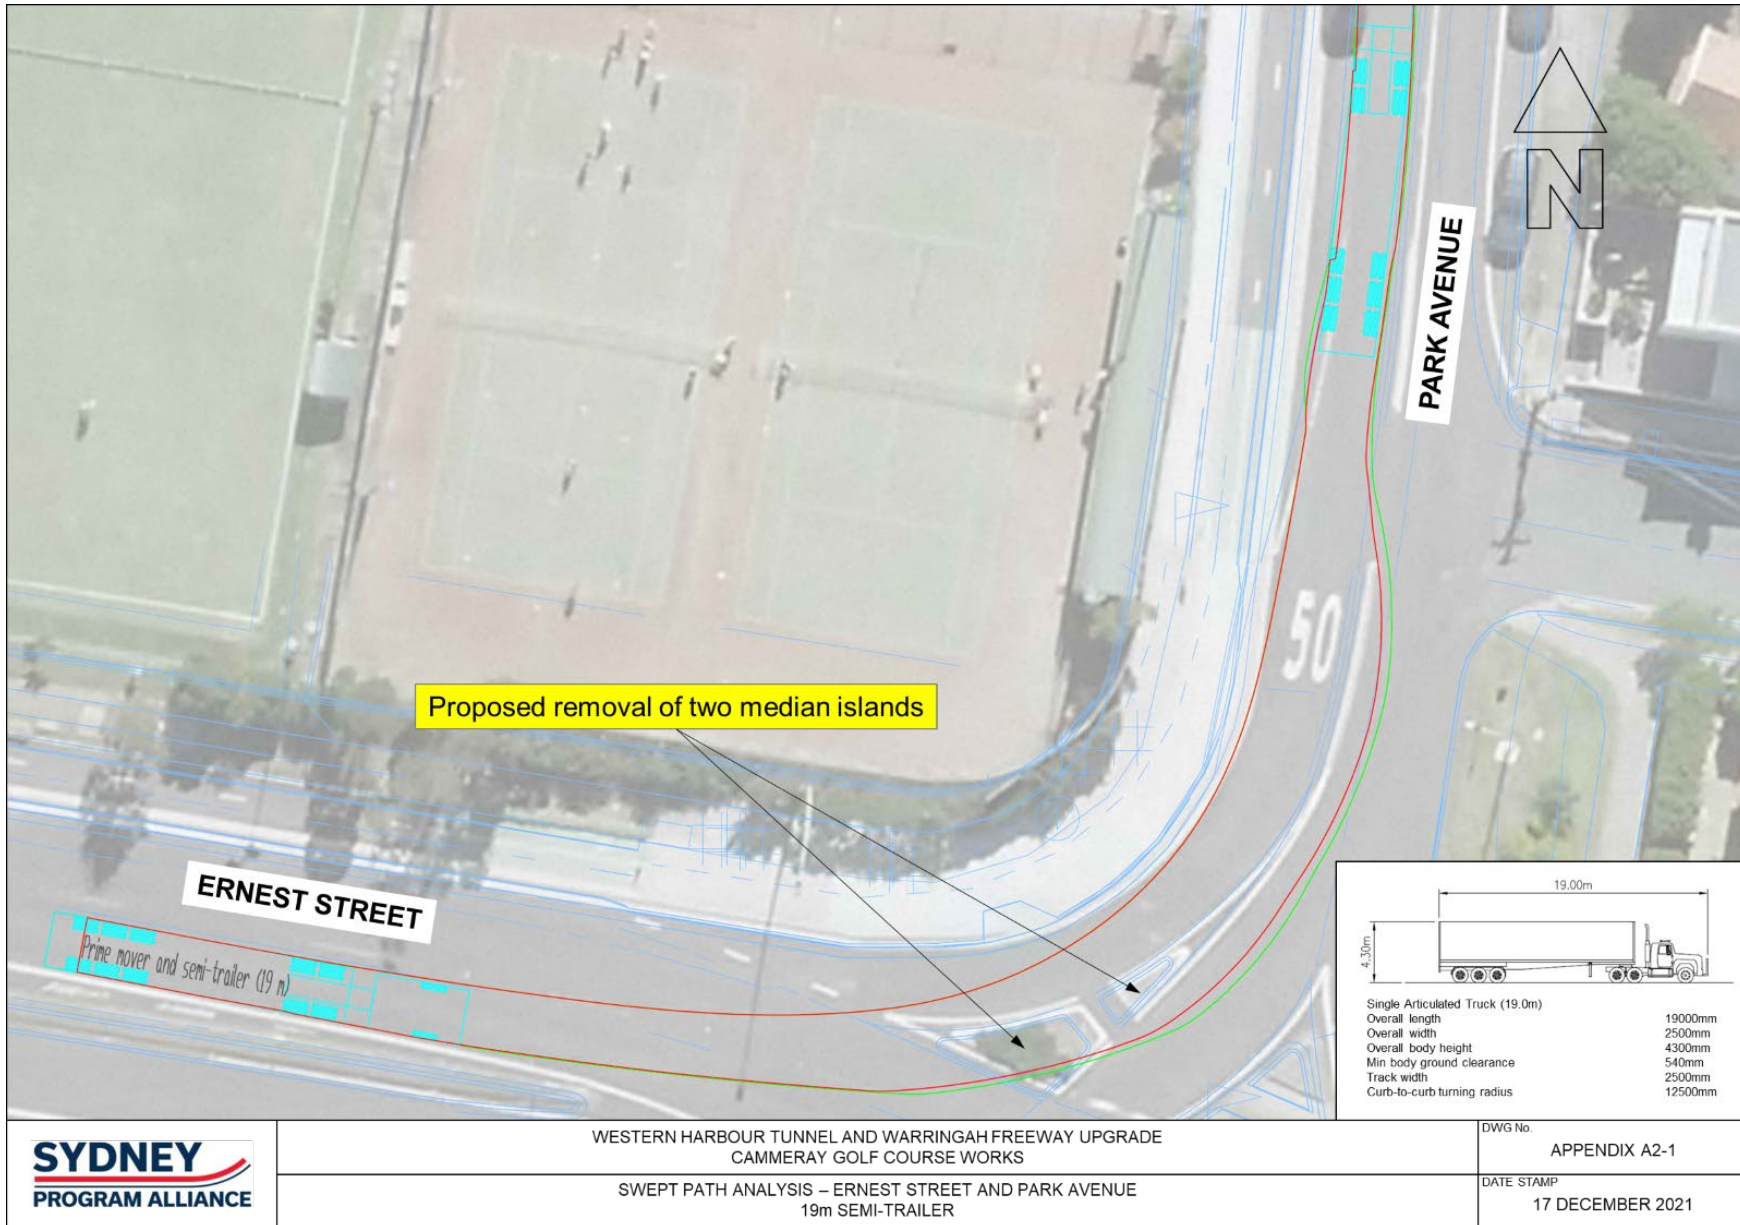 N
PARK AVENUE
50
Proposed removal of two median islands
ERNEST STREET
Prime mover and semi-trailer (19 m)
19.00m
4.30m
Single Articulated Truck (19.0m)
Overall length 19000mm
Overall width 2500mm
Overall body height 4300mm
Min body ground clearance 540mm
Track width 2500mm
Curb-to-curb turning radius 12500mm
SYDNEY
PROGRAM ALLIANCE
WESTERN HARBOUR TUNNEL AND WARRINGAH FREEWAY UPGRADE
CAMMERAY GOLF COURSE WORKS
SWEPT PATH ANALYSIS – ERNEST STREET AND PARK AVENUE
19m SEMI-TRAILER
DWG No.
APPENDIX A2-1
DATE STAMP
17 DECEMBER 2021